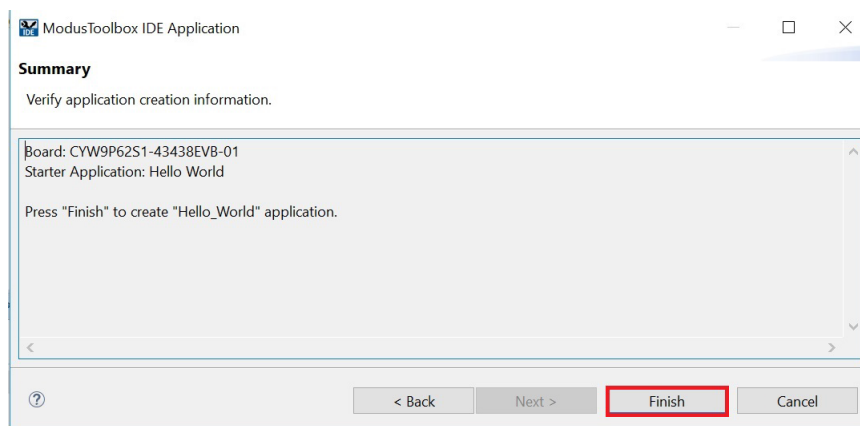 ModusToolbox IDE Application
Summary
Verify application creation information.
Board: CYW9P62S1-43438EVB-01
Starter Application: Hello World
Press "Finish" to create "Hello_World" application.
< Back Next > Finish Cancel